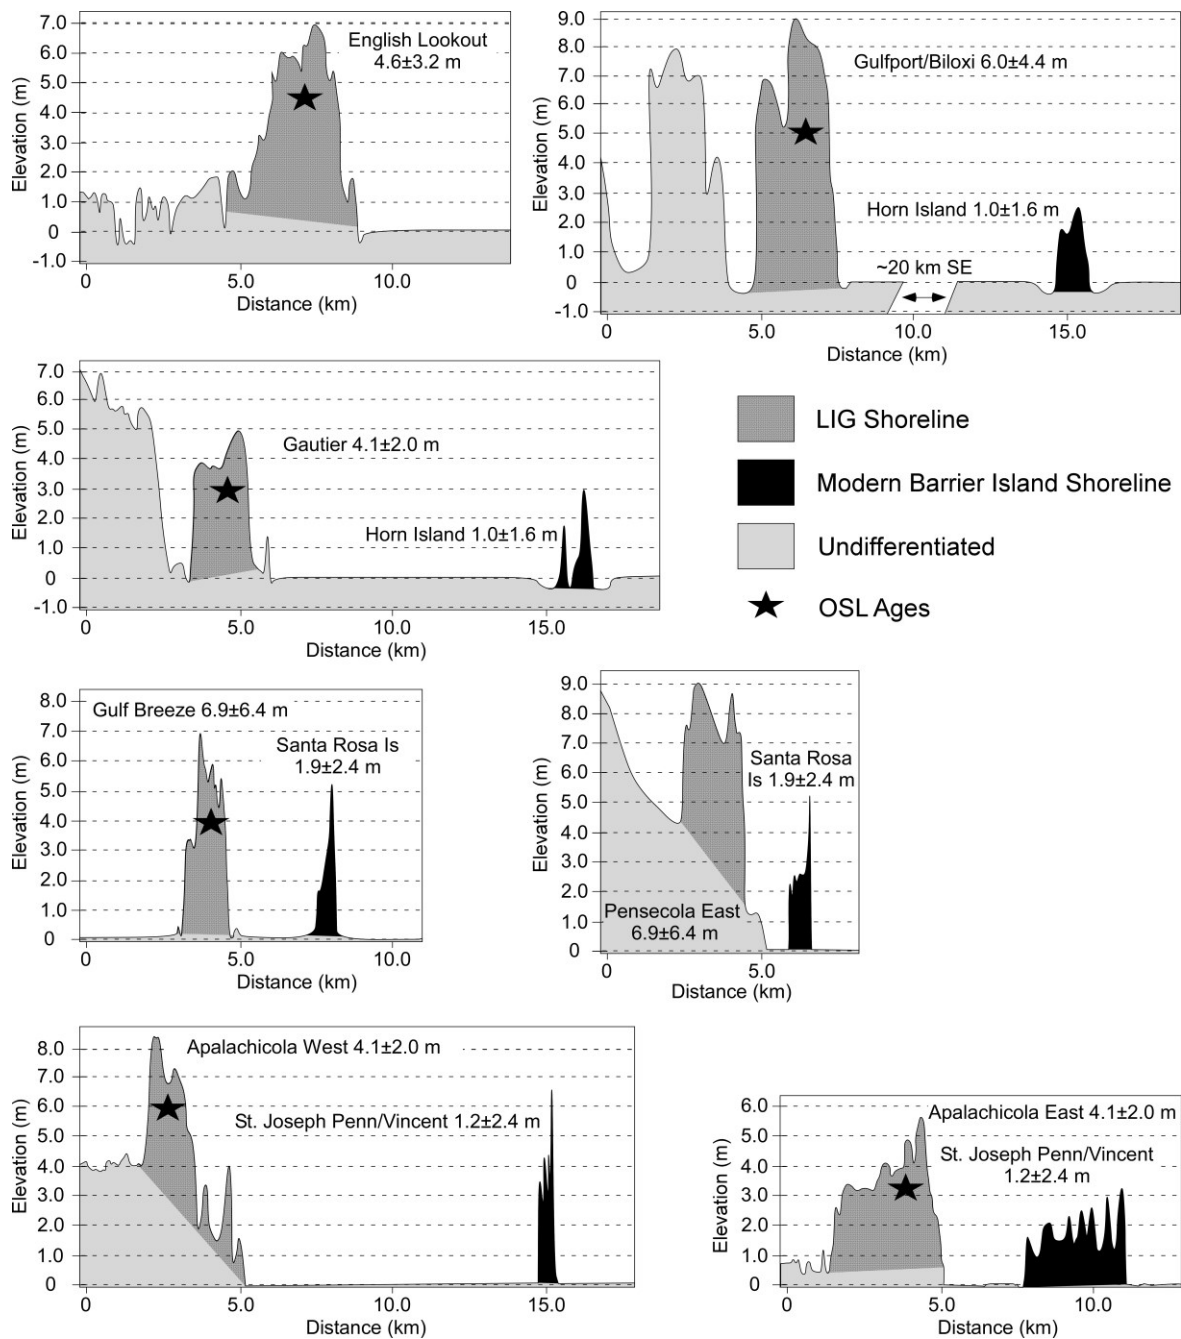 English Lookout
4.6±3.2 m
7.0
6.0
5.0
4.0
3.0
2.0
1.0
0
-1.0
Elevation (m)
0
5.0
10.0
Distance (km)
9.0
8.0
7.0
6.0
5.0
4.0
3.0
2.0
1.0
0
-1.0
Elevation (m)
Gulfport/Biloxi 6.0±4.4 m
Horn Island 1.0±1.6 m
~20 km SE
0
5.0
10.0
15.0
Distance (km)
7.0
6.0
5.0
4.0
3.0
2.0
1.0
0
-1.0
Elevation (m)
Gautier 4.1±2.0 m
Horn Island 1.0±1.6 m
0
5.0
10.0
15.0
Distance (km)
LIG Shoreline
Modern Barrier Island Shoreline
Undifferentiated
OSL Ages
8.0
7.0
6.0
5.0
4.0
3.0
2.0
1.0
0
Elevation (m)
Gulf Breeze 6.9±6.4 m
Santa Rosa Is
1.9±2.4 m
0
5.0
10.0
Distance (km)
9.0
8.0
7.0
6.0
5.0
4.0
3.0
2.0
1.0
0
Elevation (m)
Santa Rosa
Is 1.9±2.4 m
Pensecola East
6.9±6.4 m
0
5.0
Distance (km)
8.0
7.0
6.0
5.0
4.0
3.0
2.0
1.0
0
Elevation (m)
Apalachicola West 4.1±2.0 m
St. Joseph Penn/Vincent 1.2±2.4 m
0
5.0
10.0
15.0
Distance (km)
6.0
5.0
4.0
3.0
2.0
1.0
0
Elevation (m)
Apalachicola East 4.1±2.0 m
St. Joseph Penn/Vincent
1.2±2.4 m
0
5.0
10.0
Distance (km)